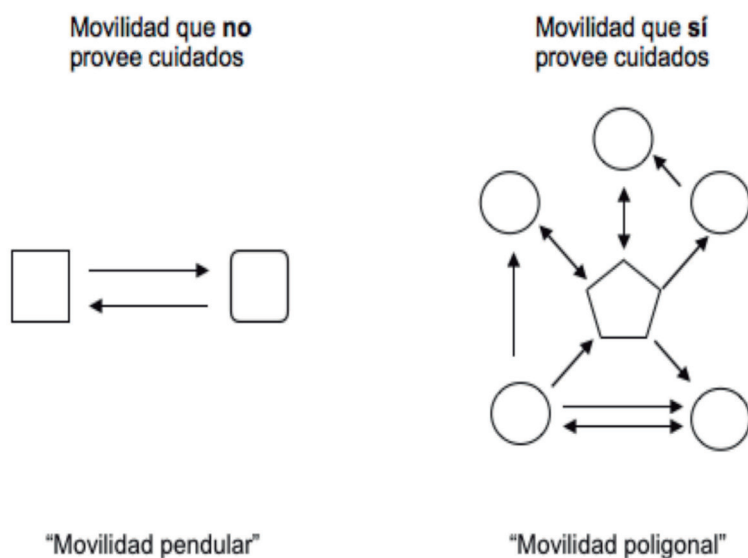 Movilidad que no
provee cuidados
Movilidad que sí
provee cuidados
“Movilidad pendular”
“Movilidad poligonal”